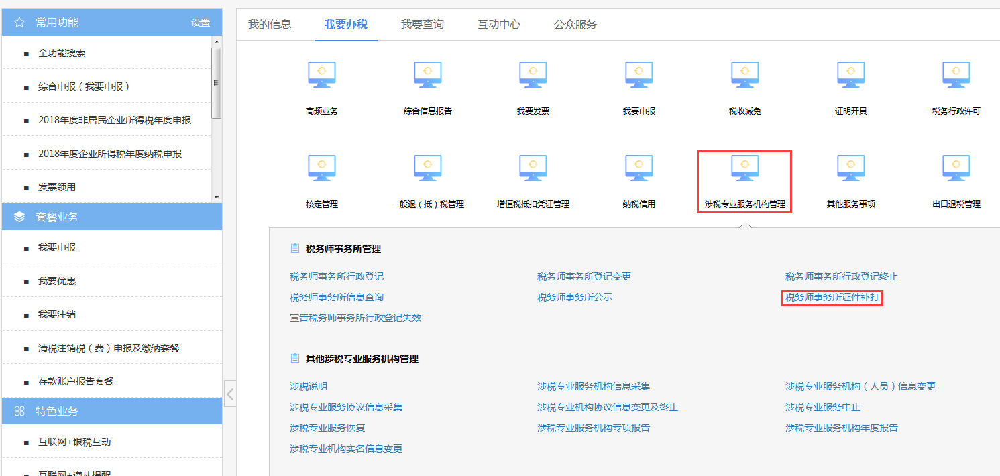 常用功能 设置
全功能搜索
综合申报（我要申报）
2018年度非居民企业所得税年度申报
2018年度企业所得税年度纳税申报
发票领用
套餐业务
我要申报
我要优惠
我要注销
清税注销税（费）申报及缴纳套餐
存款账户报告套餐
特色业务
互联网+银税互动
互联网+遵从提醒
我的信息 我要办税 我要查询 互动中心 公众服务
高频业务 综合信息报告 我要发票 我要申报 税收减免 证明开具 税务行政许可
核定管理 一般退（抵）税管理 增值税抵扣凭证管理 纳税信用 涉税专业服务机构管理 其他服务事项 出口退税管理
税务师事务所管理
税务师事务所行政登记 税务师事务所登记变更 税务师事务所行政登记终止
税务师事务所信息查询 税务师事务所公示 税务师事务所证件补打
宣告税务师事务所行政登记失效
其他涉税专业服务机构管理
涉税说明 涉税专业服务机构信息采集 涉税专业服务机构（人员）信息变更
涉税专业服务协议信息采集 涉税专业机构协议信息变更及终止 涉税专业服务中止
涉税专业服务恢复 涉税专业服务机构专项报告 涉税专业服务机构年度报告
涉税专业机构实名信息变更